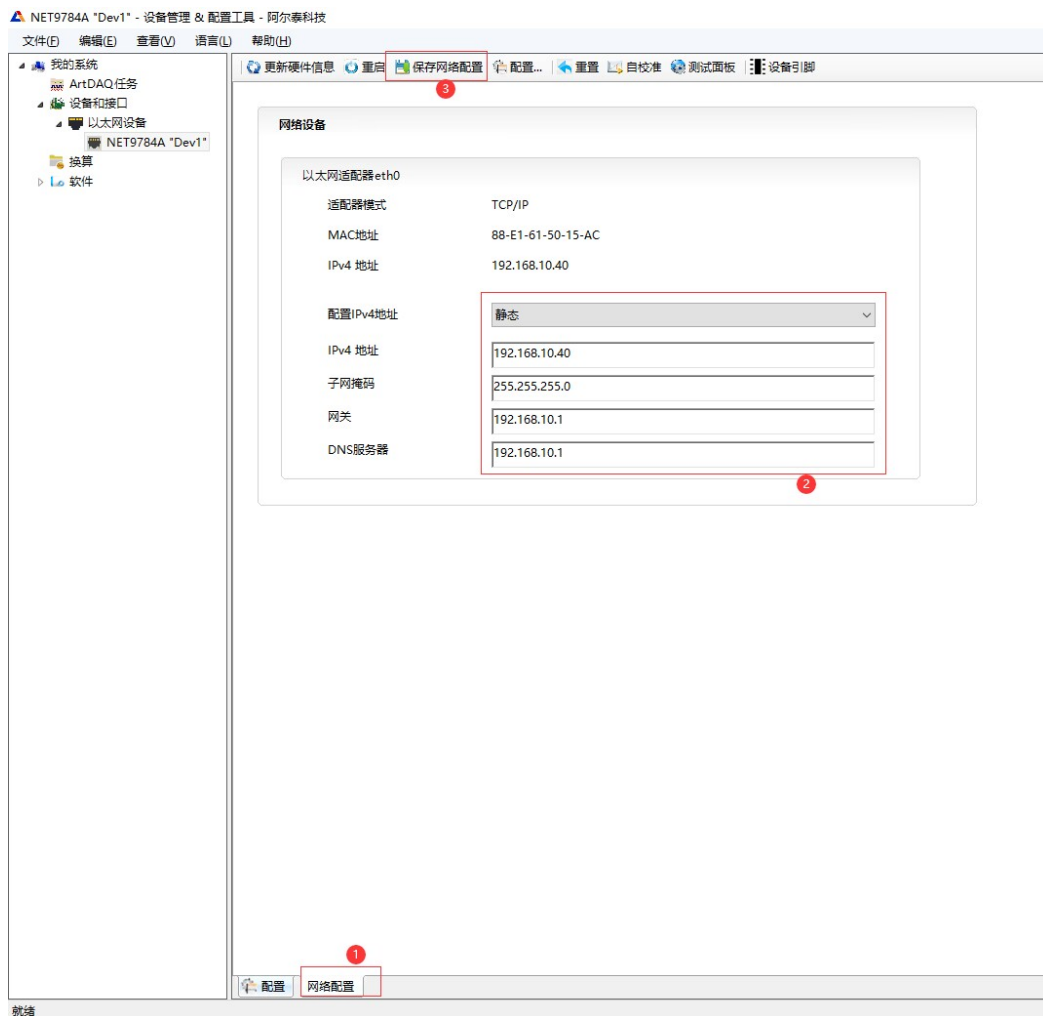 NET9784A "Dev1" - 设备管理 & 配置工具 - 阿尔泰科技
文件(F) 编辑(E) 查看(V) 语言(L) 帮助(H)
我的系统
ArtDAQ任务
设备和接口
以太网设备
NET9784A "Dev1"
换算
软件
更新硬件信息 重启 保存网络配置 配置... 重置 自校准 测试面板 设备引脚
3
网络设备
以太网适配器eth0
适配器模式 TCP/IP
MAC地址 88-E1-61-50-15-AC
IPv4 地址 192.168.10.40
配置IPv4地址 静态
IPv4 地址 192.168.10.40
子网掩码 255.255.255.0
网关 192.168.10.1
DNS服务器 192.168.10.1
2
1
配置 网络配置
就绪